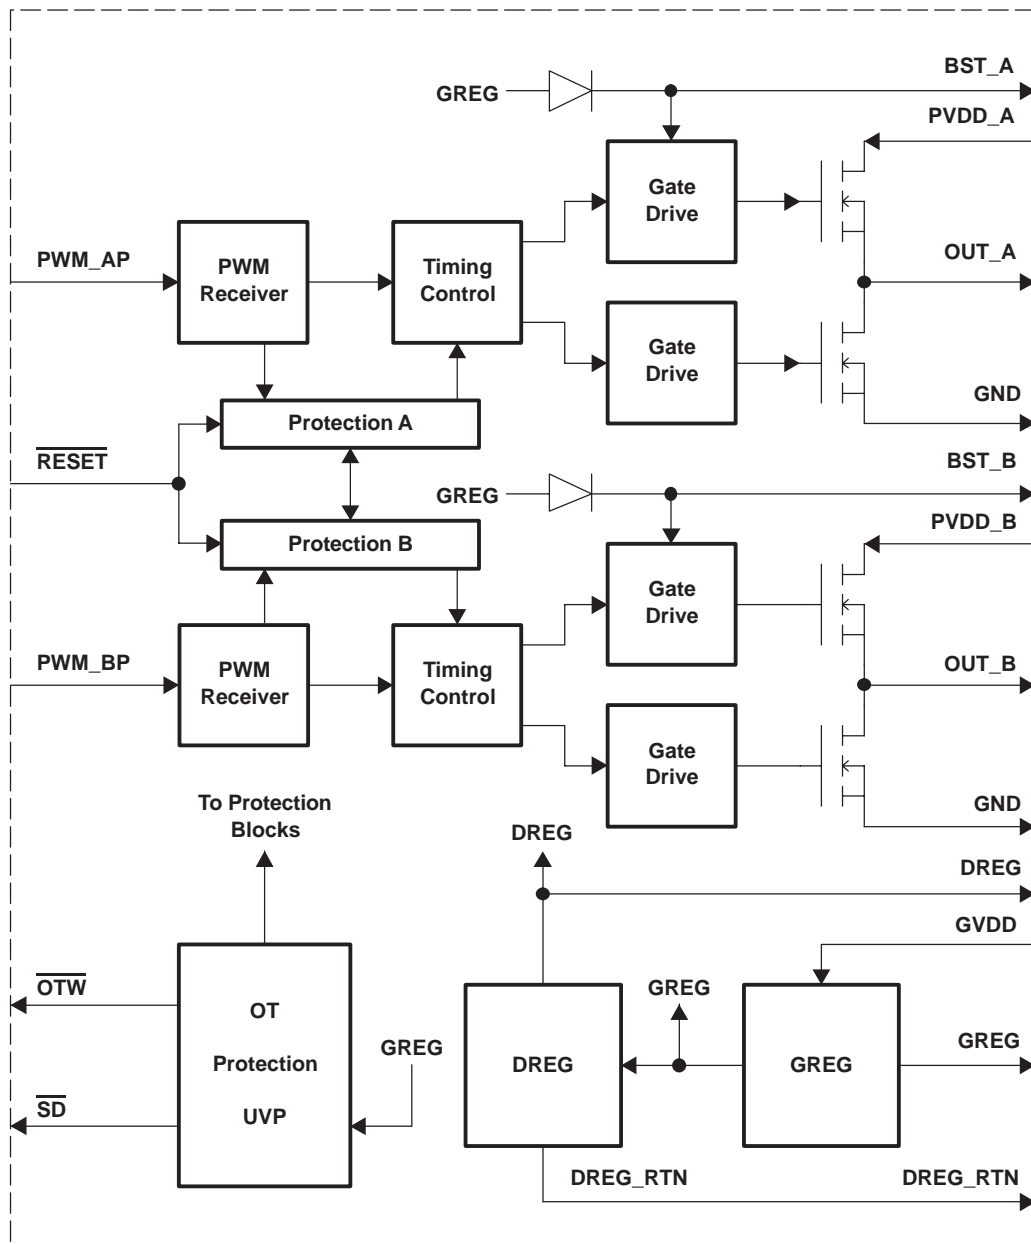 BST_A
GREG
PVDD_A
Gate
Drive
PWM_AP
PWM
Receiver
Timing
Control
OUT_A
Gate
Drive
GND
Protection A
RESET
BST_B
GREG
PVDD_B
Protection B
Gate
Drive
PWM_BP
PWM
Receiver
Timing
Control
OUT_B
Gate
Drive
GND
To Protection
Blocks
DREG
DREG
GVDD
OTW
OT
Protection
UVP
GREG
SD
GREG
DREG
GREG
GREG
DREG_RTN
DREG_RTN